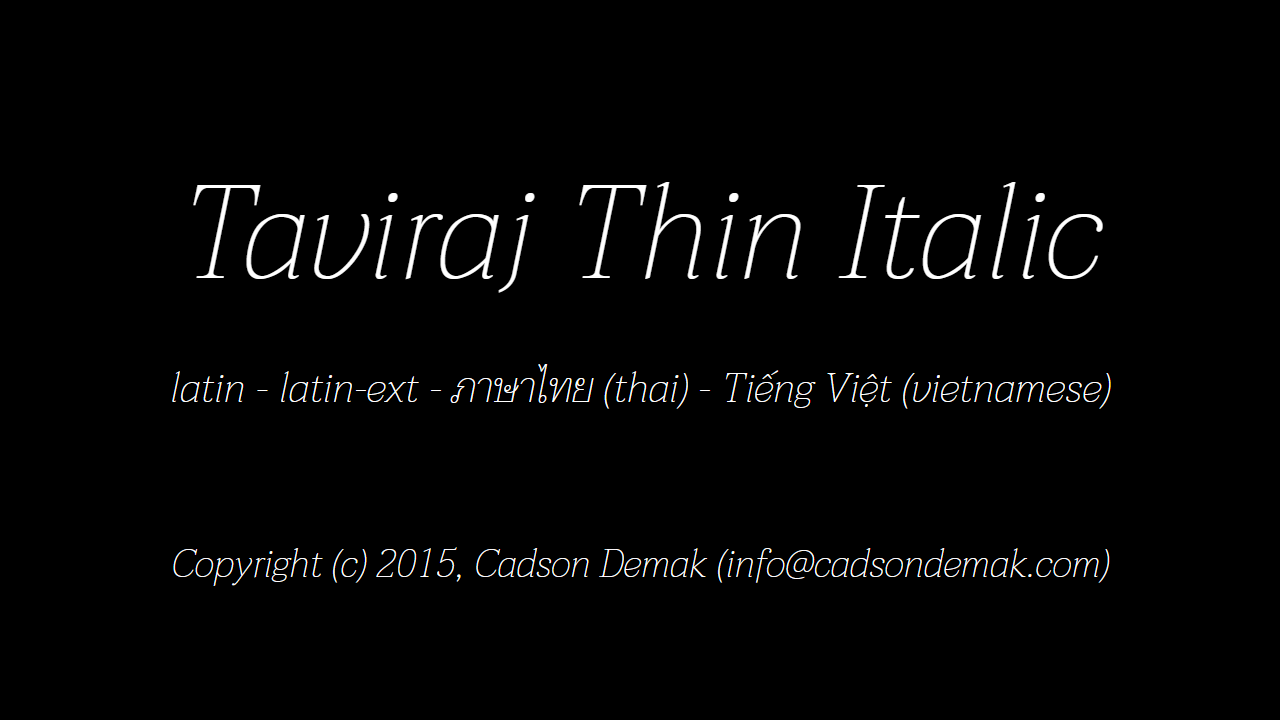 Taviraj Thin Italic
latin - latin-ext - ภาษาไทย (thai) - Tiếng Việt (vietnamese)
Copyright (c) 2015, Cadson Demak (info@cadsondemak.com)